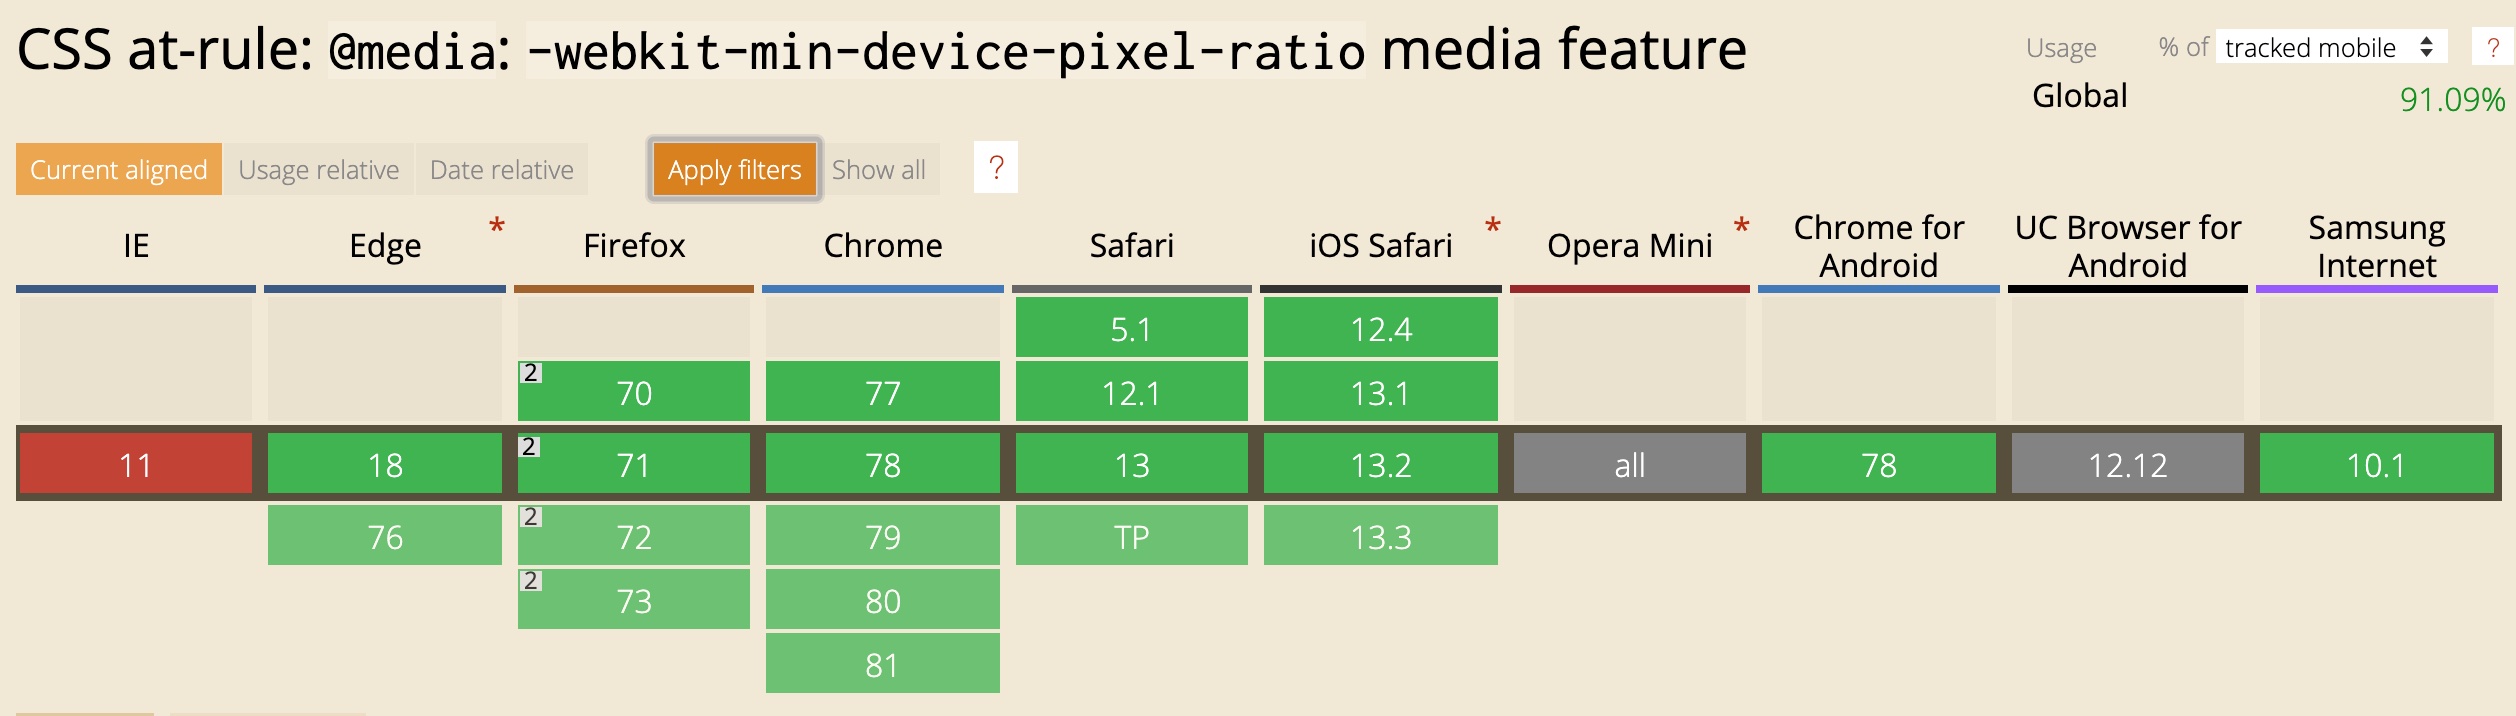 CSS at-rule: @media: -webkit-min-device-pixel-ratio media feature
Usage % of tracked mobile ?
Global 91.09%
Current aligned Usage relative Date relative Apply filters Show all ?
IE Edge * Firefox Chrome Safari iOS Safari * Opera Mini * Chrome for Android UC Browser for Android Samsung Internet
5.1 12.4
2 70 77 12.1 13.1
11 18 2 71 78 13 13.2 all 78 12.12 10.1
76 2 72 79 TP 13.3
2 73 80
81